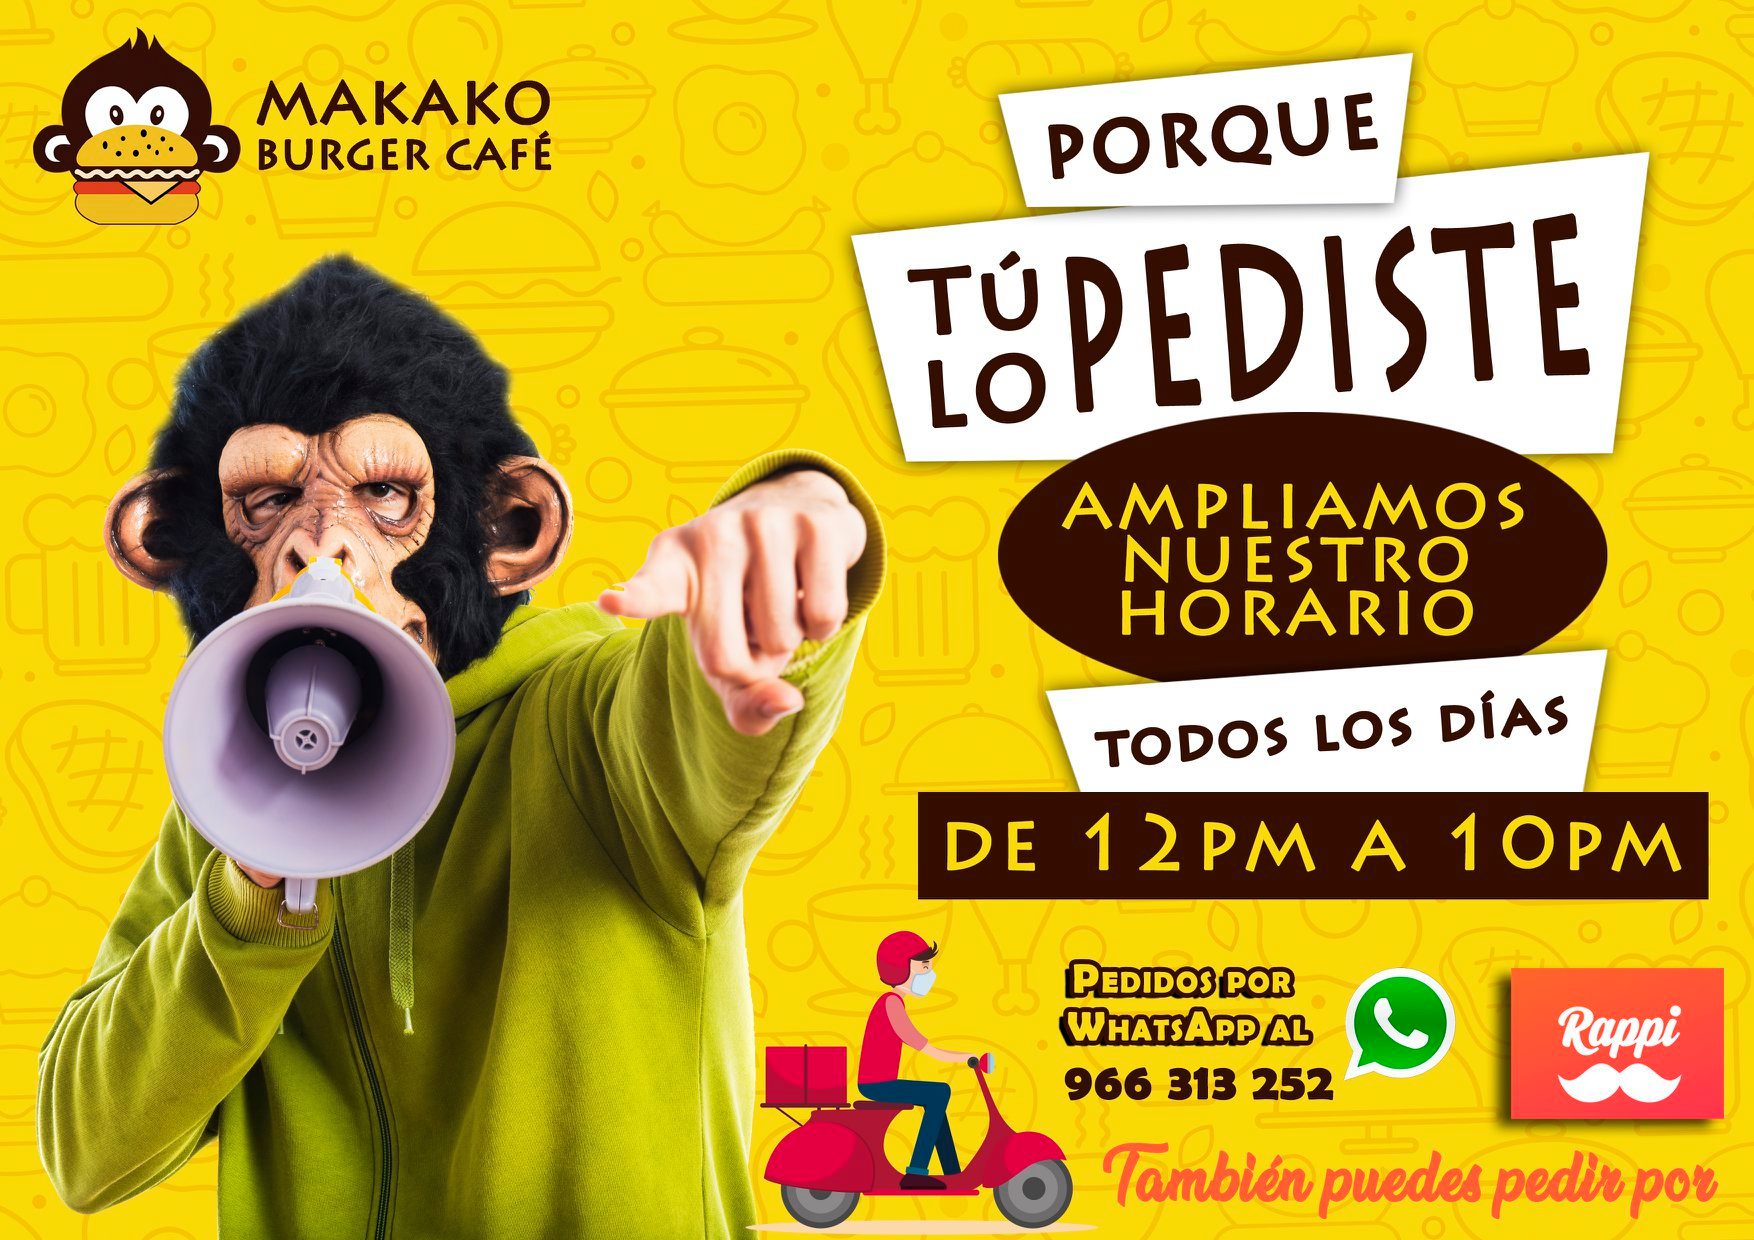 MAKAKO
BURGER CAFÉ
PORQUE
TÚ
LO PEDISTE
AMPLIAMOS
NUESTRO
HORARIO
TODOS LOS DÍAS
DE 12PM A 10PM
PEDIDOS POR
WHATSAPP AL
966 313 252
Rappi
También puedes pedir por